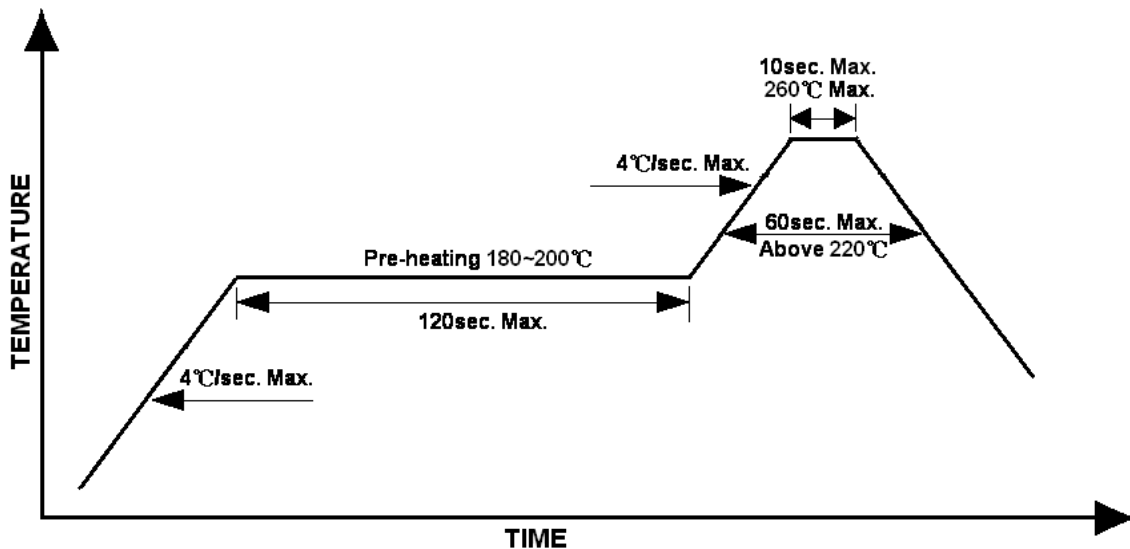 10sec. Max.
260℃ Max.
4℃/sec. Max.
60sec. Max.
Above 220℃
Pre-heating 180~200℃
120sec. Max.
4℃/sec. Max.
TEMPERATURE
TIME